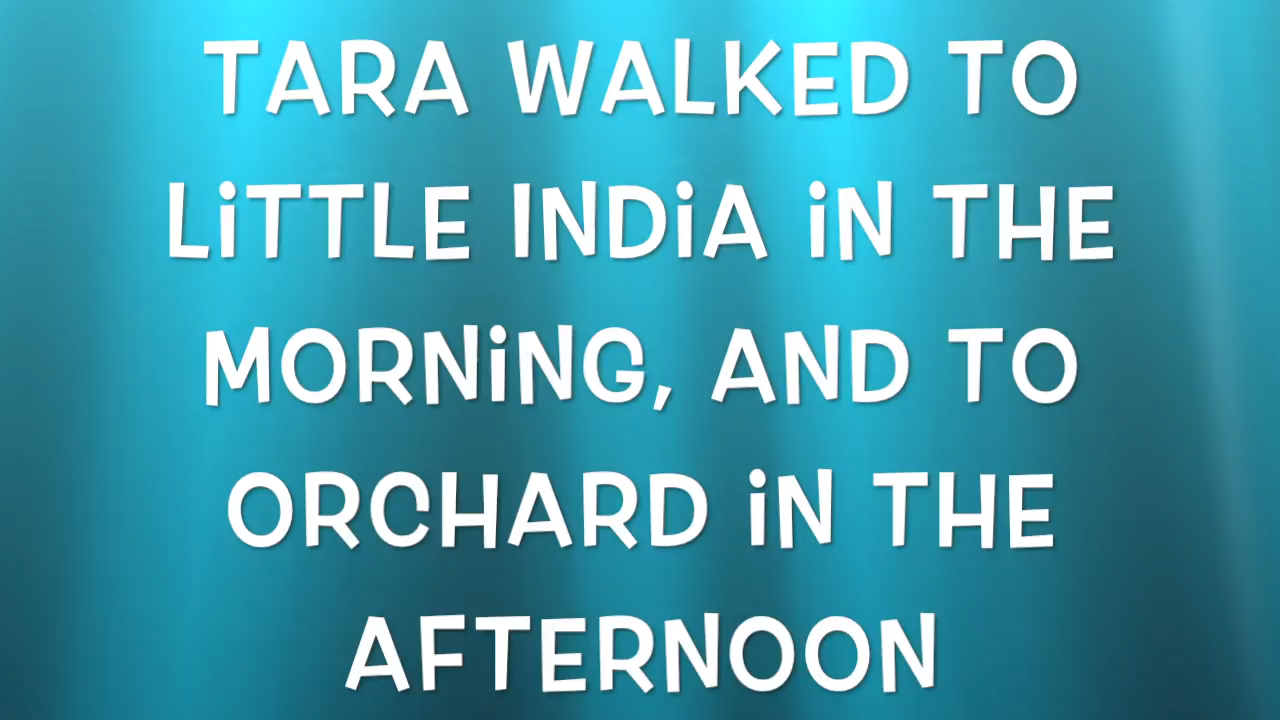 TARA WALKED TO
LiTTLE INDiA iN THE
MORNiNG, AND TO
ORCHARD iN THE
AFTERNOON